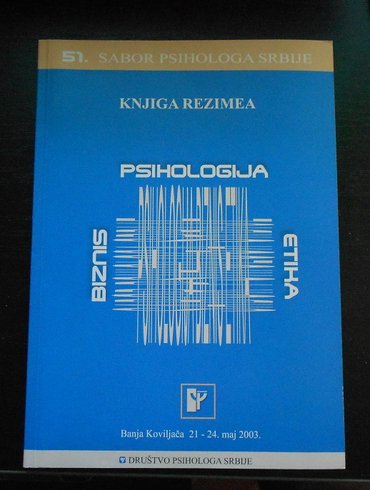 51. SABOR PSIHOLOGA SRBIJE
KNJIGA REZIMEA
PSIHOLOGIJA
BIZNIS
ETIKA
Banja Koviljača 21 - 24. maj 2003.
DRUŠTVO PSIHOLOGA SRBIJE